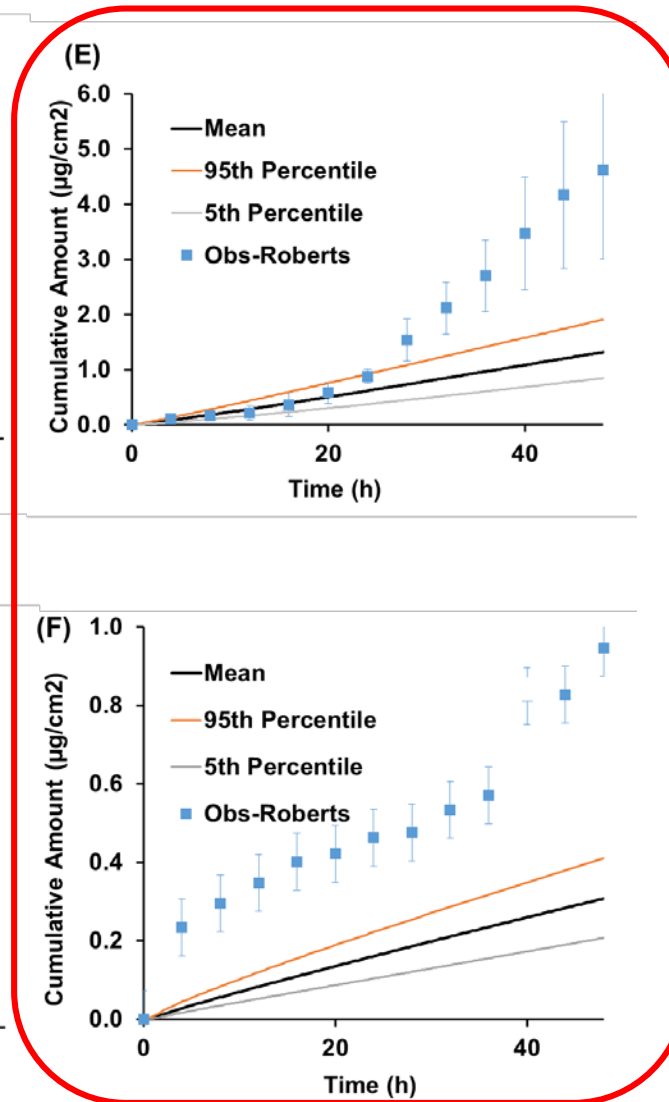 (E)
6.0
5.0
4.0
3.0
2.0
1.0
0.0
Cumulative Amount (µg/cm2)
Mean
95th Percentile
5th Percentile
Obs-Roberts
0
20
40
Time (h)
(F)
1.0
0.8
0.6
0.4
0.2
0.0
Cumulative Amount (µg/cm2)
Mean
95th Percentile
5th Percentile
Obs-Roberts
0
20
40
Time (h)